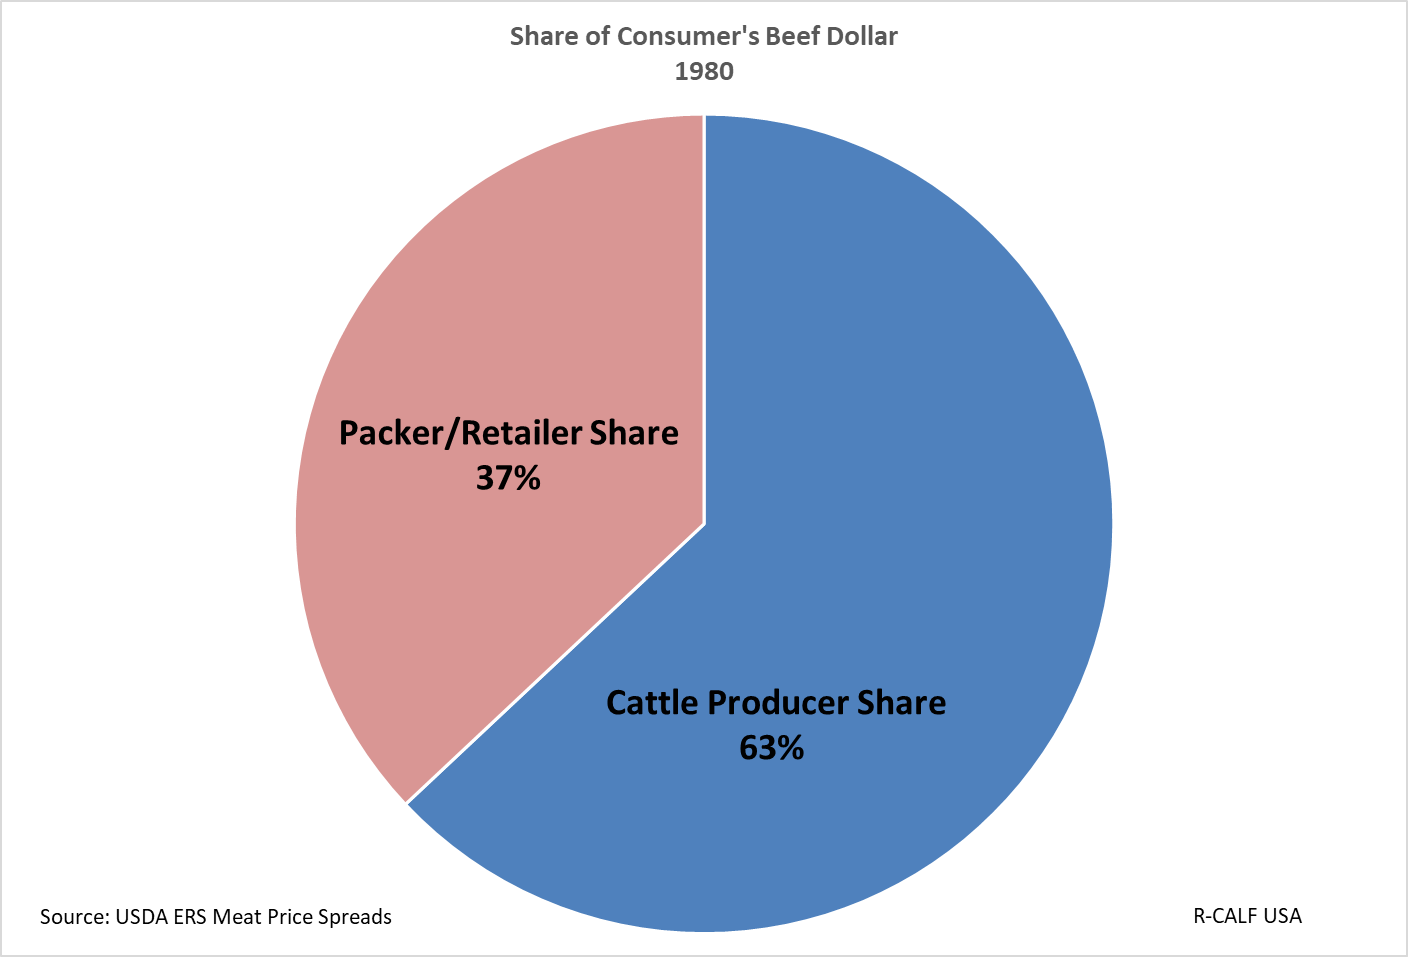 Share of Consumer's Beef Dollar
1980
Packer/Retailer Share
37%
Cattle Producer Share
63%
Source: USDA ERS Meat Price Spreads
R-CALF USA